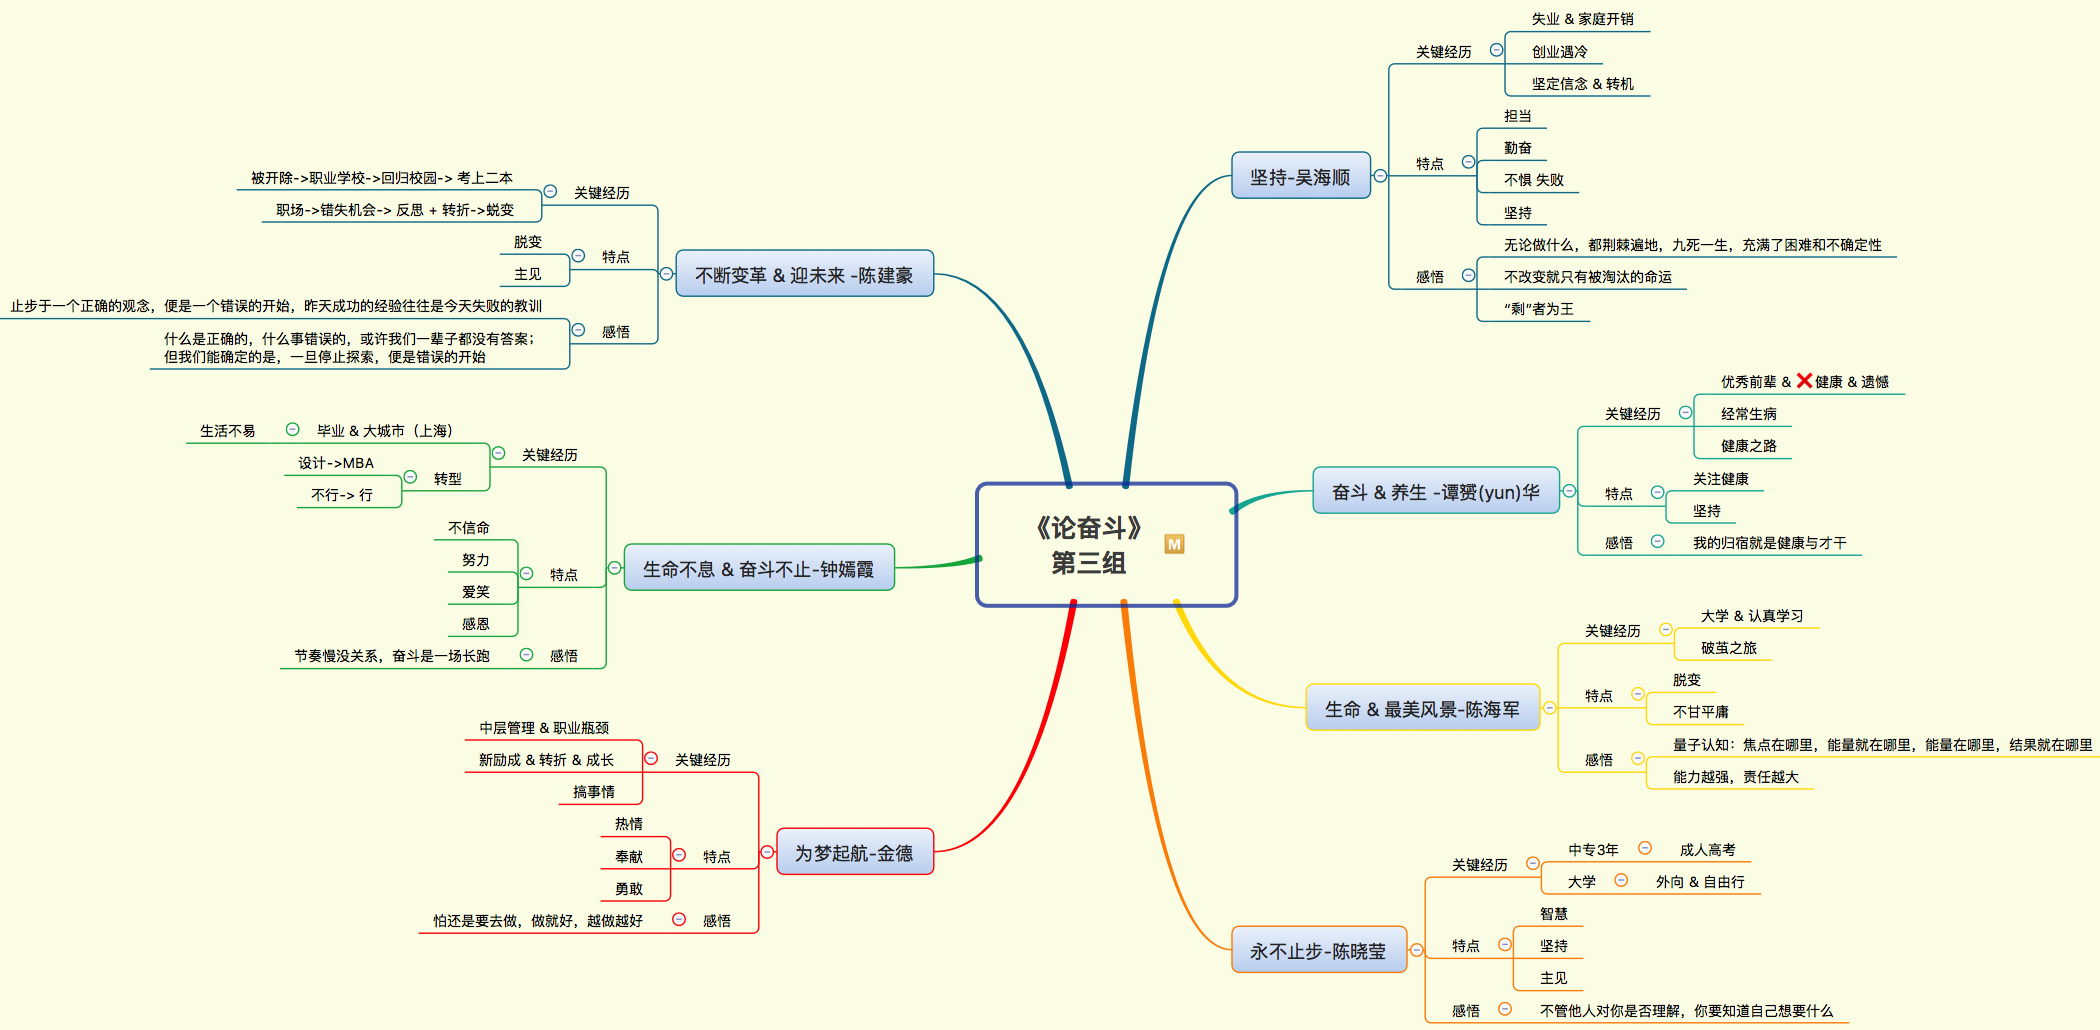 《论奋斗》
第三组
M
坚持-吴海顺
关键经历
失业 & 家庭开销
创业遇冷
坚定信念 & 转机
特点
担当
勤奋
不惧 失败
坚持
感悟
无论做什么，都荆棘遍地，九死一生，充满了困难和不确定性
不改变就只有被淘汰的命运
“剩”者为王
奋斗 & 养生 -谭赟(yun)华
关键经历
优秀前辈 & ❌健康 & 遗憾
经常生病
健康之路
特点
关注健康
坚持
感悟
我的归宿就是健康与才干
生命 & 最美风景-陈海军
关键经历
大学 & 认真学习
破茧之旅
特点
脱变
不甘平庸
感悟
量子认知：焦点在哪里，能量就在哪里，能量在哪里，结果就在哪里
能力越强，责任越大
永不止步-陈晓莹
关键经历
中专3年
成人高考
大学
外向 & 自由行
特点
智慧
坚持
主见
感悟
不管他人对你是否理解，你要知道自己想要什么
不断变革 & 迎未来 -陈建豪
关键经历
被开除->职业学校->回归校园-> 考上二本
职场->错失机会-> 反思 + 转折->蜕变
特点
脱变
主见
感悟
止步于一个正确的观念，便是一个错误的开始，昨天成功的经验往往是今天失败的教训
什么是正确的，什么事错误的，或许我们一辈子都没有答案；
但我们能确定的是，一旦停止探索，便是错误的开始
生命不息 & 奋斗不止-钟嫣霞
关键经历
毕业 & 大城市（上海）
生活不易
转型
设计->MBA
不行-> 行
特点
不信命
努力
爱笑
感恩
感悟
节奏慢没关系，奋斗是一场长跑
为梦起航-金德
关键经历
中层管理 & 职业瓶颈
新励成 & 转折 & 成长
搞事情
特点
热情
奉献
勇敢
感悟
怕还是要去做，做就好，越做越好